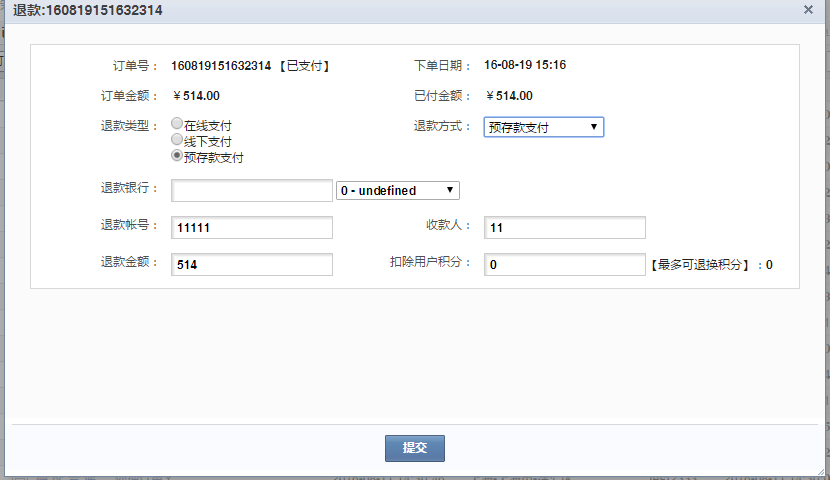 退款:160819151632314
订单号： 160819151632314 【已支付】 下单日期： 16-08-19 15:16
订单金额： ￥514.00 已付金额： ￥514.00
退款类型： 在线支付 退款方式： 预存款支付
线下支付
预存款支付
退款银行： 0 - undefined
退款帐号： 11111 收款人： 11
退款金额： 514 扣除用户积分： 0 【最多可退换积分】：0
提交